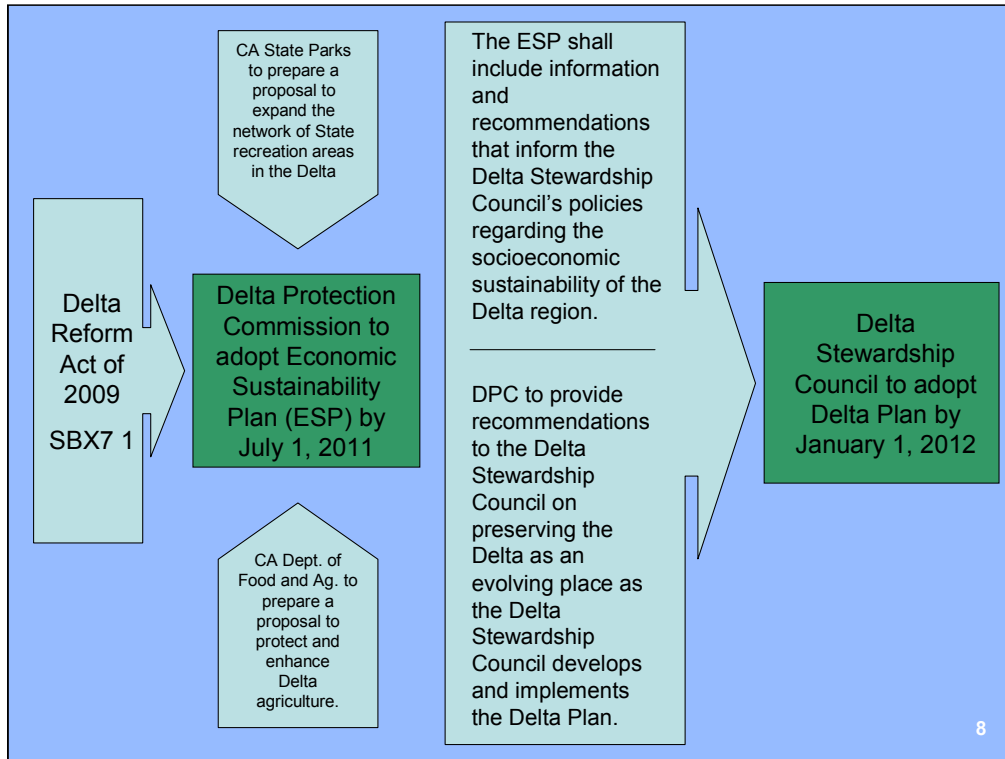 Delta
Reform
Act of
2009
SBX7 1
CA State Parks
to prepare a
proposal to
expand the
network of State
recreation areas
in the Delta
Delta Protection
Commission to
adopt Economic
Sustainability
Plan (ESP) by
July 1, 2011
CA Dept. of
Food and Ag. to
prepare a
proposal to
protect and
enhance
Delta
agriculture.
The ESP shall
include information
and
recommendations
that inform the
Delta Stewardship
Council’s policies
regarding the
socioeconomic
sustainability of the
Delta region.
DPC to provide
recommendations
to the Delta
Stewardship
Council on
preserving the
Delta as an
evolving place as
the Delta
Stewardship
Council develops
and implements
the Delta Plan.
Delta
Stewardship
Council to adopt
Delta Plan by
January 1, 2012
8